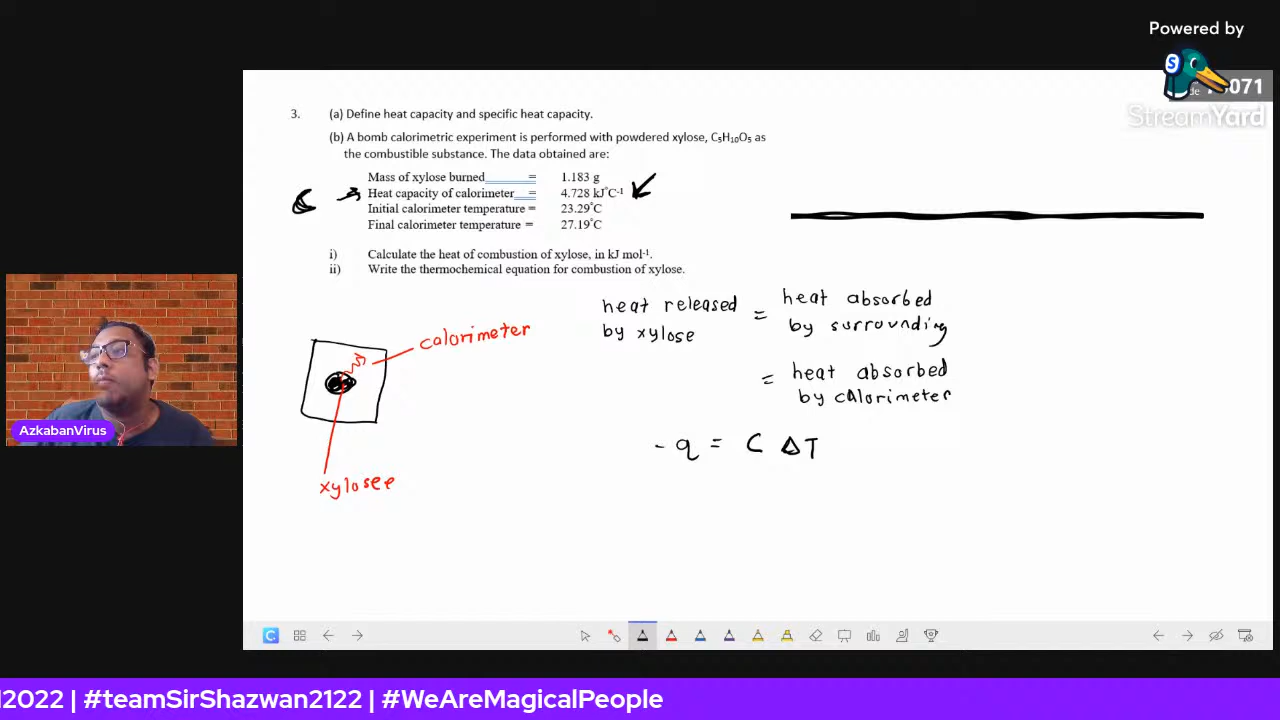 Powered by
StreamYard
071
3. (a) Define heat capacity and specific heat capacity.
(b) A bomb calorimetric experiment is performed with powdered xylose, C₅H₁₀O₅ as
the combustible substance. The data obtained are:
Mass of xylose burned = 1.183 g
Heat capacity of calorimeter = 4.728 kJ°C⁻¹
Initial calorimeter temperature = 23.29°C
Final calorimeter temperature = 27.19°C
i) Calculate the heat of combustion of xylose, in kJ mol⁻¹.
ii) Write the thermochemical equation for combustion of xylose.
heat released = heat absorbed
by xylose by surrounding
= heat absorbed
by calorimeter
calorimeter
- q = C ΔT
xylosee
AzkabanVirus
2022 | #teamSirShazwan2122 | #WeAreMagicalPeople